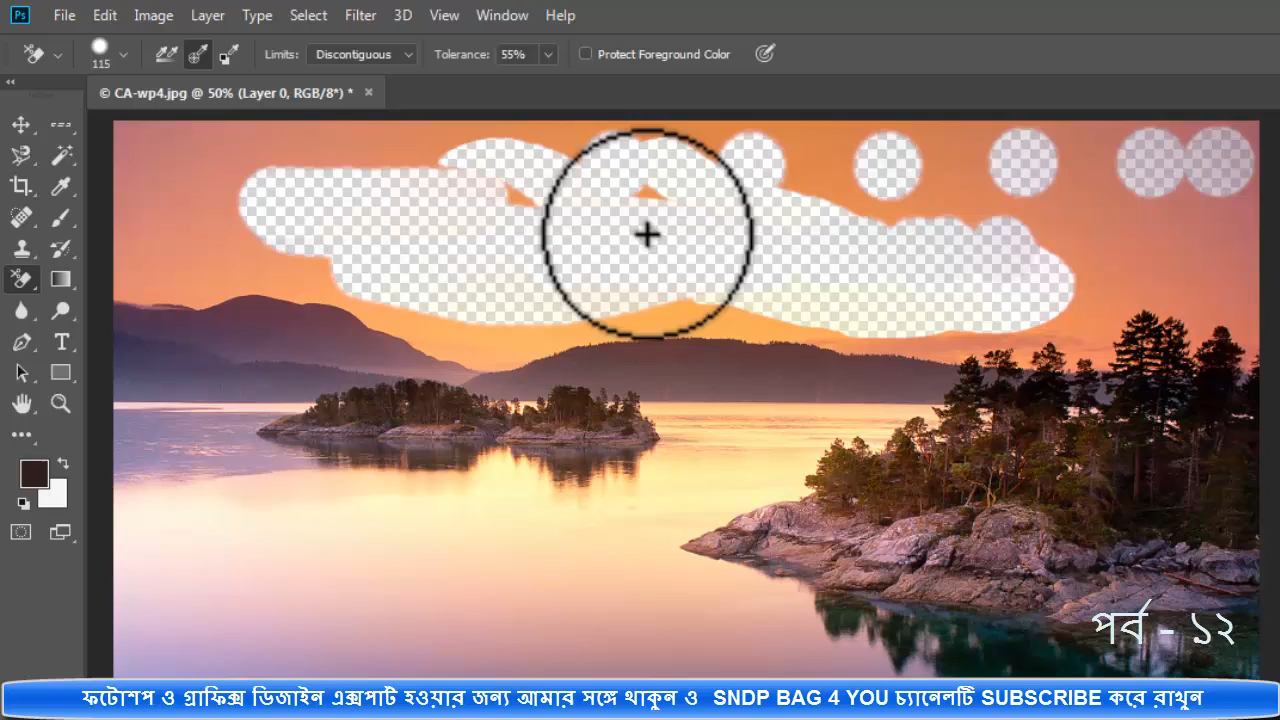 Ps File Edit Image Layer Type Select Filter 3D View Window Help
115 Limits: Discontiguous Tolerance: 55% Protect Foreground Color
© CA-wp4.jpg @ 50% (Layer 0, RGB/8*) * ×
পর্ব - ১২
ফটোশপ ও গ্রাফিক্স ডিজাইন এক্সপার্ট হওয়ার জন্য আমার সঙ্গে থাকুন ও SNDP BAG 4 YOU চ্যানেলটি SUBSCRIBE করে রাখুন